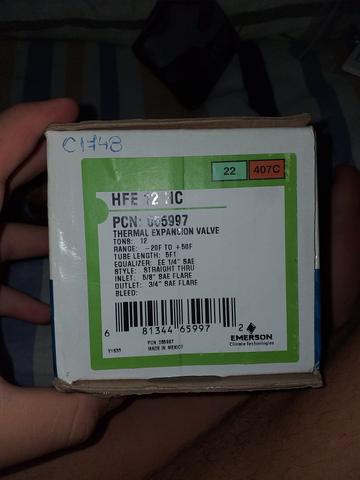 C1748
22 407C
HFE 12 HC
PCN: 065997
THERMAL EXPANSION VALVE
TONS: 12
RANGE: -20F TO +50F
TUBE LENGTH: 5FT
EQUALIZER: EE 1/4" SAE
STYLE: STRAIGHT THRU
INLET: 5/8" SAE FLARE
OUTLET: 3/4" SAE FLARE
BLEED:
6 81344 65997 2
EMERSON
Climate Technologies
PCN 065997
MADE IN MEXICO